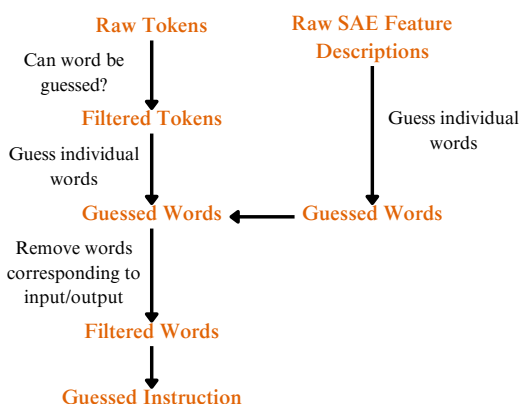 Raw Tokens
Raw SAE Feature
Descriptions
Can word be
guessed?
Filtered Tokens
Guess individual
words
Guess individual
words
Guessed Words
Guessed Words
Remove words
corresponding to
input/output
Filtered Words
Guessed Instruction